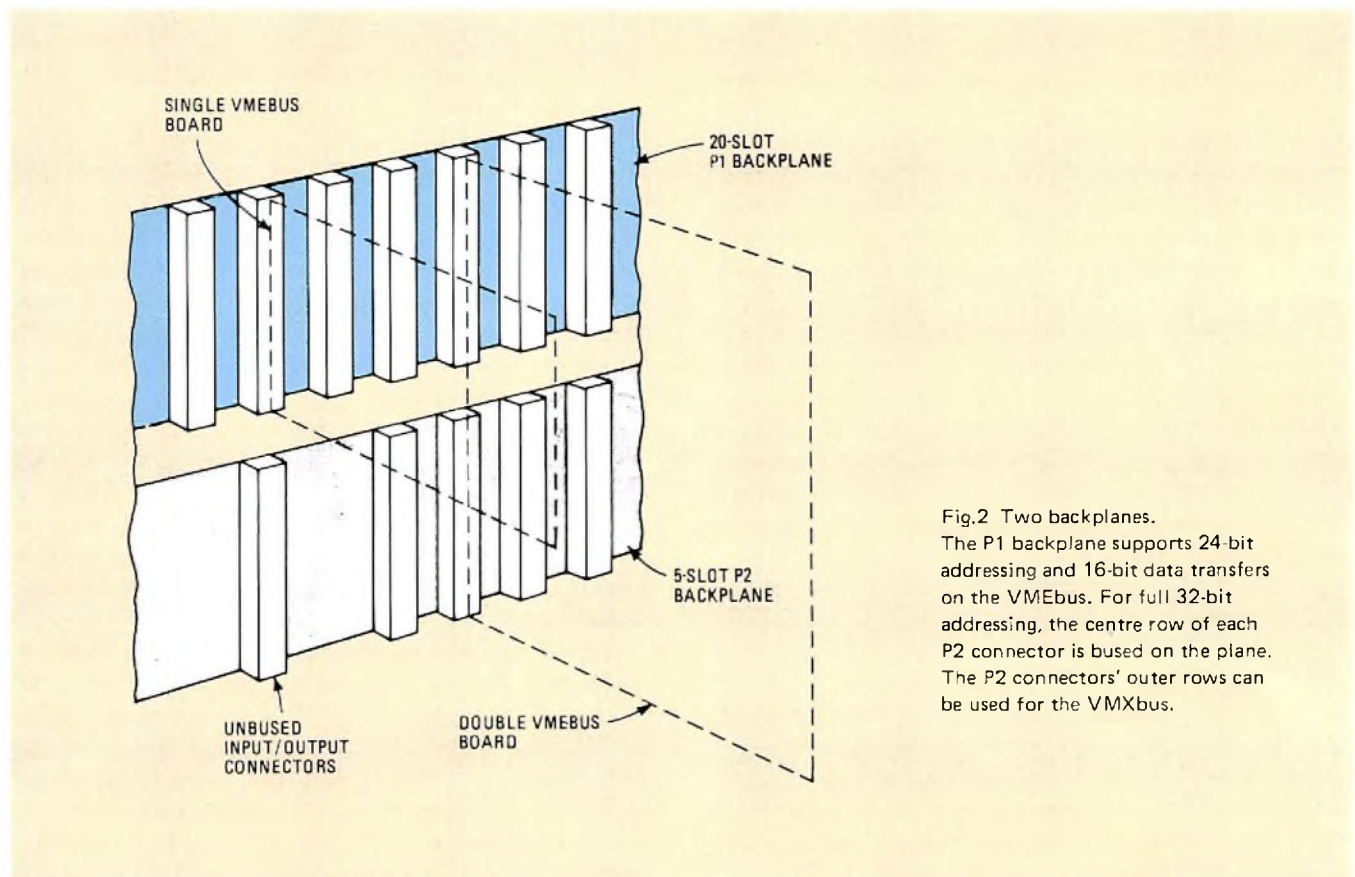 SINGLE VMEBUS
BOARD
20-SLOT
P1 BACKPLANE
5-SLOT P2
BACKPLANE
UNBUSED
INPUT/OUTPUT
CONNECTORS
DOUBLE VMEBUS
BOARD
Fig.2 Two backplanes.
The P1 backplane supports 24-bit
addressing and 16-bit data transfers
on the VMEbus. For full 32-bit
addressing, the centre row of each
P2 connector is bused on the plane.
The P2 connectors' outer rows can
be used for the VMXbus.